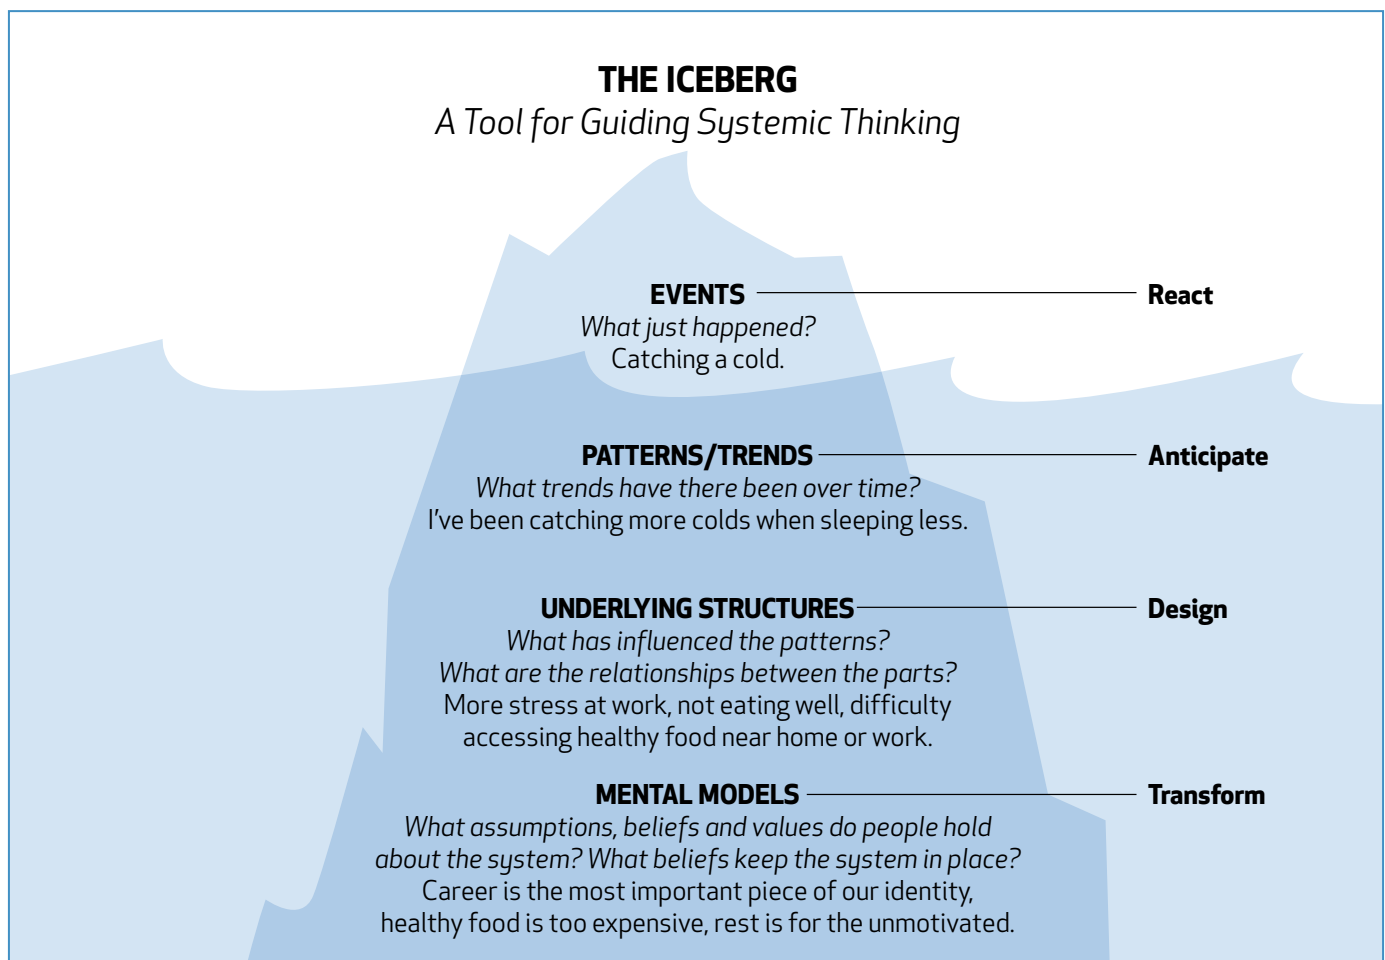 THE ICEBERG
A Tool for Guiding Systemic Thinking
EVENTS
React
What just happened?
Catching a cold.
PATTERNS/TRENDS
Anticipate
What trends have there been over time?
I've been catching more colds when sleeping less.
UNDERLYING STRUCTURES
Design
What has influenced the patterns?
What are the relationships between the parts?
More stress at work, not eating well, difficulty
accessing healthy food near home or work.
MENTAL MODELS
Transform
What assumptions, beliefs and values do people hold
about the system? What beliefs keep the system in place?
Career is the most important piece of our identity,
healthy food is too expensive, rest is for the unmotivated.